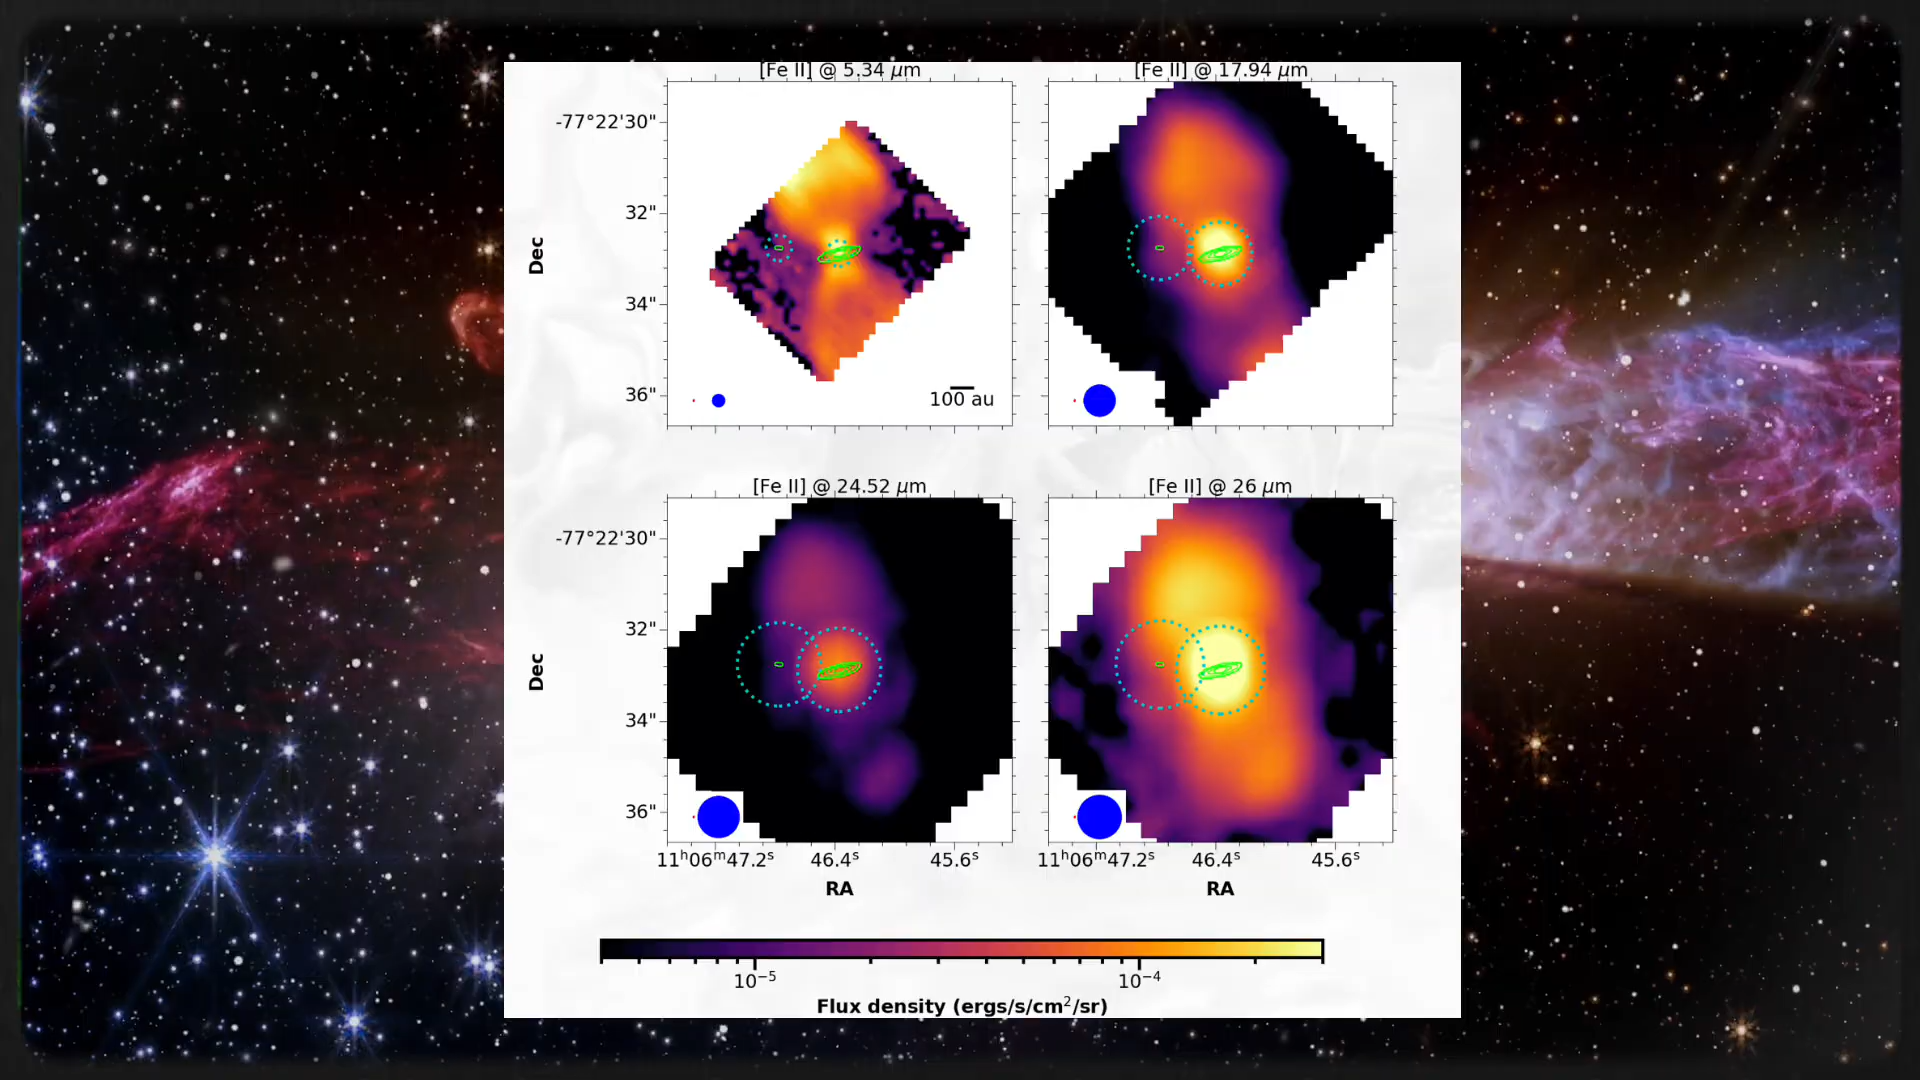 [Fe II] @ 5.34 μm
[Fe II] @ 17.94 μm
-77°22'30"
32"
34"
36"
Dec
100 au
[Fe II] @ 24.52 μm
[Fe II] @ 26 μm
-77°22'30"
32"
34"
36"
Dec
11ʰ06ᵐ47.2ˢ 46.4ˢ 45.6ˢ
11ʰ06ᵐ47.2ˢ 46.4ˢ 45.6ˢ
RA
RA
10⁻⁵ 10⁻⁴
Flux density (ergs/s/cm²/sr)